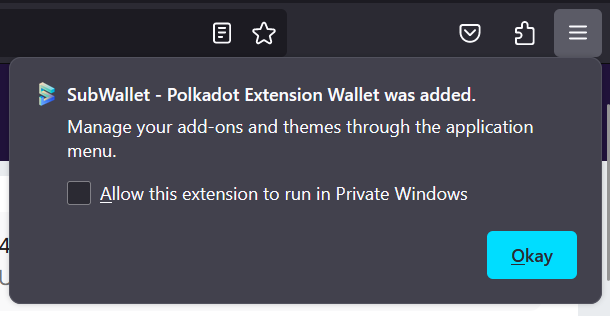 SubWallet - Polkadot Extension Wallet was added.
Manage your add-ons and themes through the application
menu.
Allow this extension to run in Private Windows
Okay
4